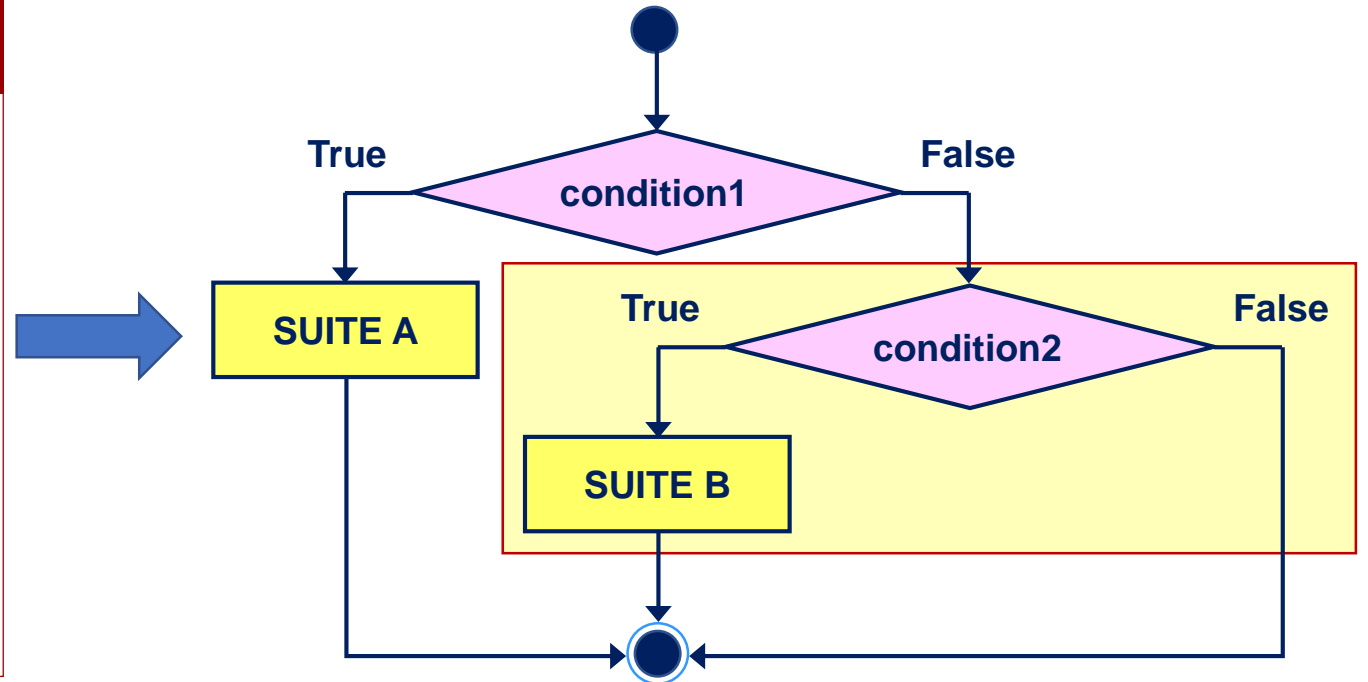 True
False
condition1
True
False
SUITE A
condition2
SUITE B